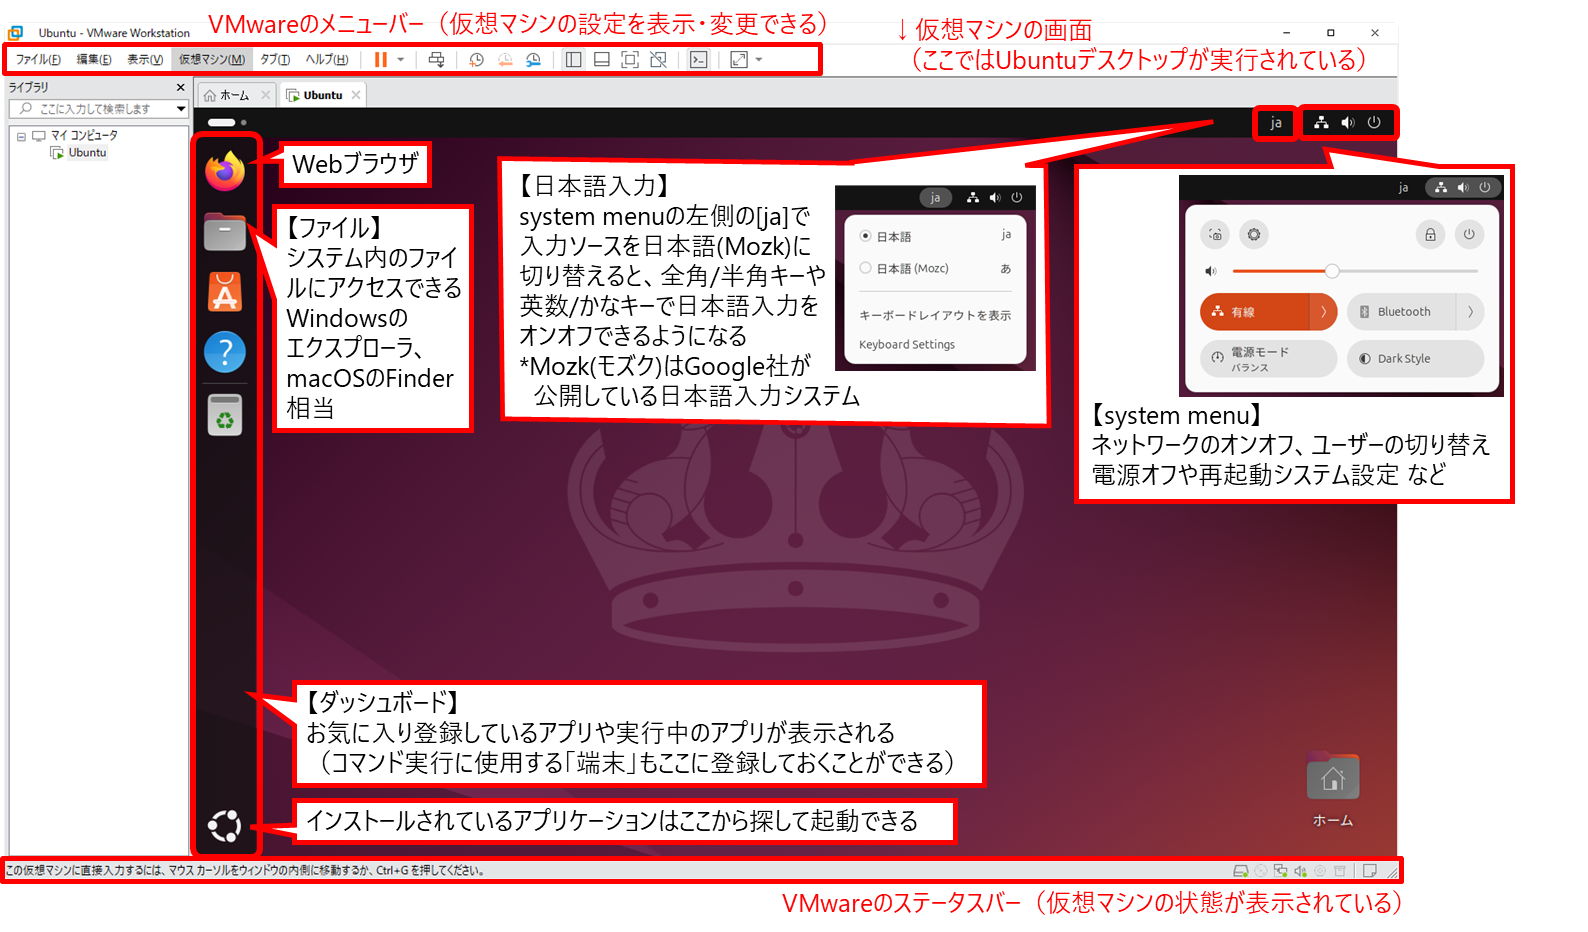 VMwareのメニューバー（仮想マシンの設定を表示・変更できる）
↓仮想マシンの画面
（ここではUbuntuデスクトップが実行されている）
Ubuntu - VMware Workstation
ファイル(F) 編集(E) 表示(V) 仮想マシン(M) タブ(T) ヘルプ(H)
ライブラリ
ここに入力して検索します
マイ コンピュータ
Ubuntu
ホーム
Ubuntu
ja
Webブラウザ
【ファイル】
システム内のファイ
ルにアクセスできる
Windowsの
エクスプローラ、
macOSのFinder
相当
【日本語入力】
system menuの左側の[ja]で
入力ソースを日本語(Mozk)に
切り替えると、全角/半角キーや
英数/かなキーで日本語入力を
オンオフできるようになる
*Mozk(モズク)はGoogle社が
公開している日本語入力システム
ja
日本語 ja
日本語 (Mozc) あ
キーボードレイアウトを表示
Keyboard Settings
ja
有線
Bluetooth
電源モード
バランス
Dark Style
【system menu】
ネットワークのオンオフ、ユーザーの切り替え
電源オフや再起動システム設定 など
【ダッシュボード】
お気に入り登録しているアプリや実行中のアプリが表示される
（コマンド実行に使用する「端末」もここに登録しておくことができる）
インストールされているアプリケーションはここから探して起動できる
ホーム
この仮想マシンに直接入力するには、マウス カーソルをウィンドウの内側に移動するか、Ctrl+G を押してください。
VMwareのステータスバー（仮想マシンの状態が表示されている）